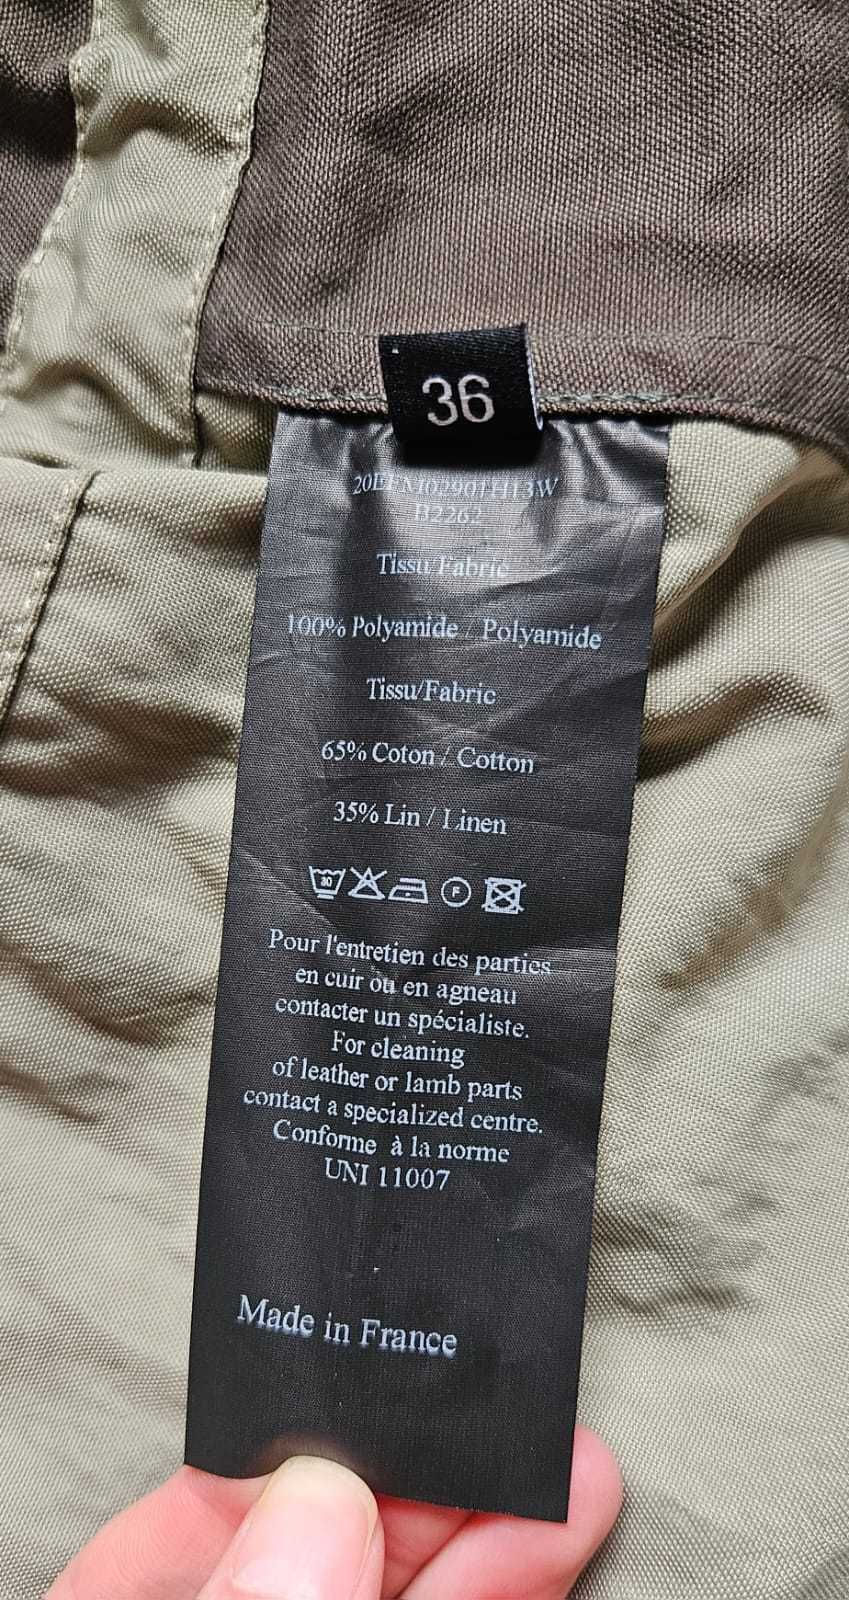 36
B2262
Tissu/Fabric
100% Polyamide / Polyamide
Tissu/Fabric
65% Coton / Cotton
35% Lin / Linen
30
F
Pour l'entretien des parties
en cuir ou en agneau
contacter un spécialiste.
For cleaning
of leather or lamb parts
contact a specialized centre.
Conforme à la norme
UNI 11007
Made in France